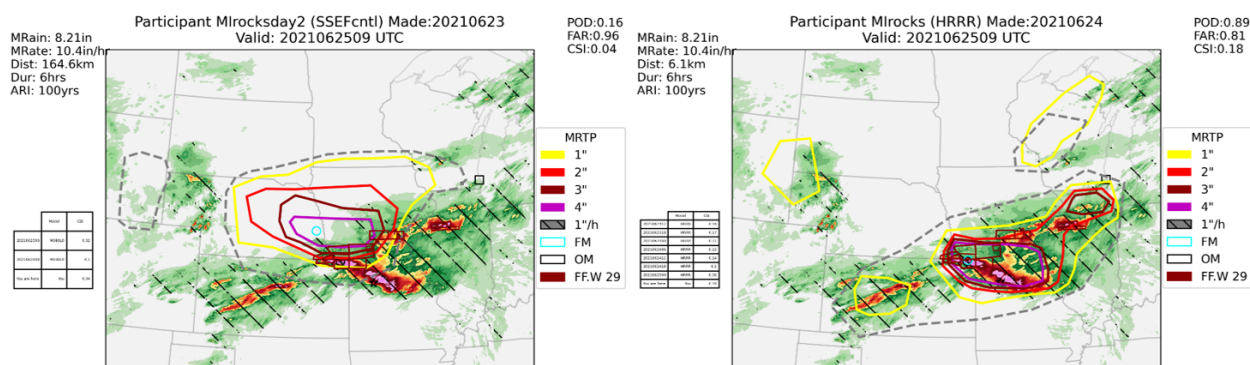 Participant Mlrocksday2 (SSEFcntl) Made:20210623
Valid: 2021062509 UTC
MRain: 8.21in
MRate: 10.4in/hr
Dist: 164.6km
Dur: 6hrs
ARI: 100yrs
POD:0.16
FAR:0.96
CSI:0.04
MRTP
1"
2"
3"
4"
1"/h
FM
OM
FF.W 29
Participant Mlrocks (HRRR) Made:20210624
Valid: 2021062509 UTC
MRain: 8.21in
MRate: 10.4in/hr
Dist: 6.1km
Dur: 6hrs
ARI: 100yrs
POD:0.89
FAR:0.81
CSI:0.18
MRTP
1"
2"
3"
4"
1"/h
FM
OM
FF.W 29